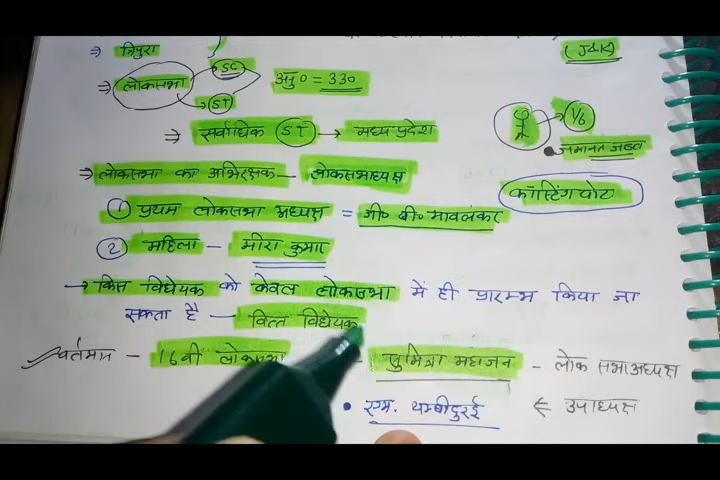 ⇒ त्रिपुरा
(J&K)
⇒ लोकसभा → SC → ST अनु० = 330
⇒ सर्वाधिक ST → मध्यप्रदेश
1/6
• जमानत जब्त
⇒ लोकसभा का अभिरक्षक – लोकसभाध्यक्ष
कॉस्टिंग वोट
① प्रथम लोकसभा अध्यक्ष = जी० वी० मावलंकर
② महिला – मीरा कुमार
→ किस विधेयक को केवल लोकसभा में ही प्रारम्भ किया जा
सकता है – वित्त विधेयक
वर्तमान – 16वी लोकसभा – सुमित्रा महाजन – लोक सभा अध्यक्ष
• एम. थम्बीदुरई ← उपाध्यक्ष